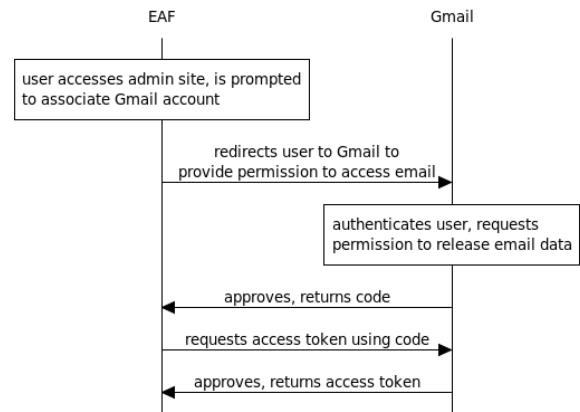 EAF
Gmail
user accesses admin site, is prompted
to associate Gmail account
redirects user to Gmail to
provide permission to access email
authenticates user, requests
permission to release email data
approves, returns code
requests access token using code
approves, returns access token